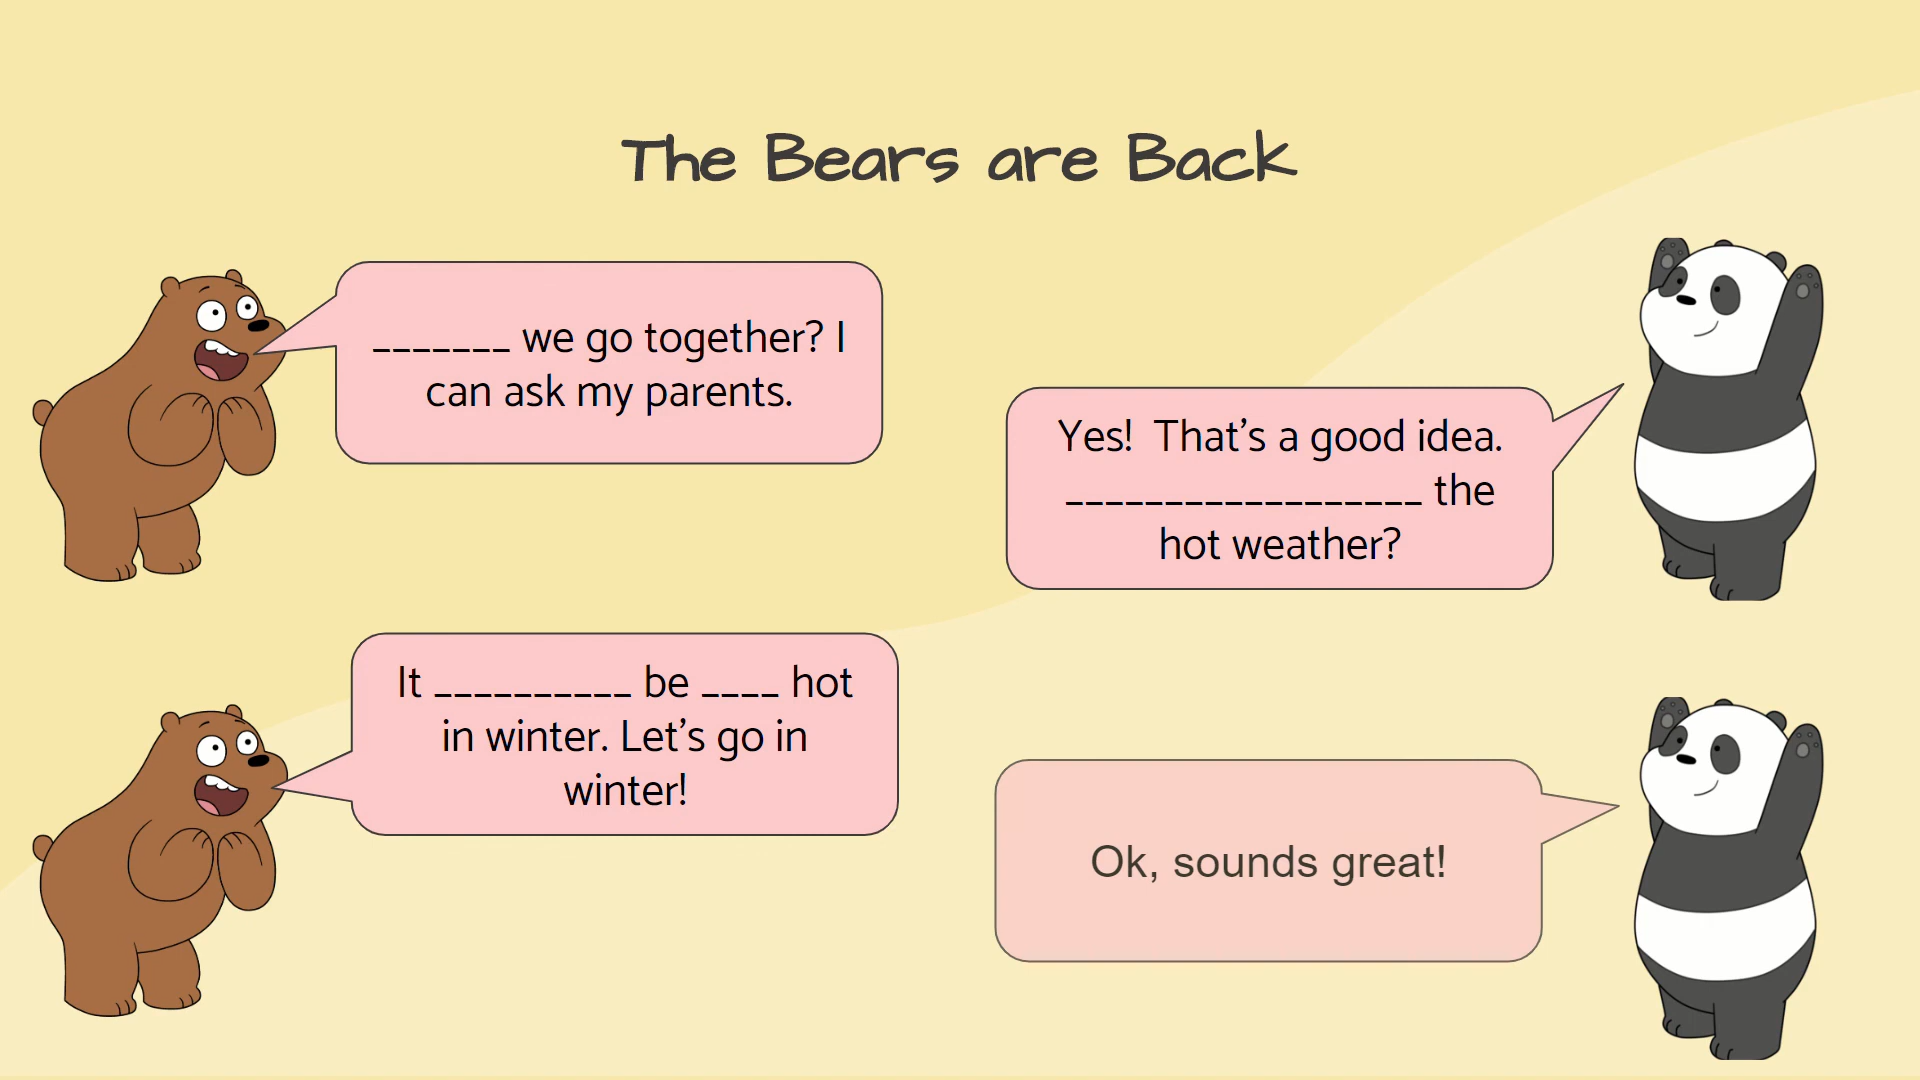 The Bears are Back
_______ we go together? I
can ask my parents.
Yes!  That's a good idea.
__________________ the
hot weather?
It __________ be ____ hot
in winter. Let's go in
winter!
Ok, sounds great!